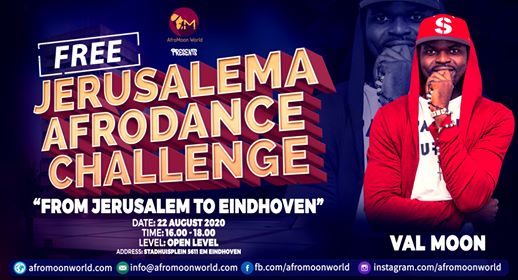 AfroMoon World
PRESENTS
FREE
JERUSALEMA
AFRODANCE
CHALLENGE
"FROM JERUSALEM TO EINDHOVEN"
DATE: 22 AUGUST 2020
TIME: 16.00 - 18.00
LEVEL: OPEN LEVEL
ADDRESS: STADHUISPLEIN 5611 EM EINDHOVEN
VAL MOON
afromoonworld.com info@afromoonworld.com fb.com/afromoonworld instagram.com/afromoonworld